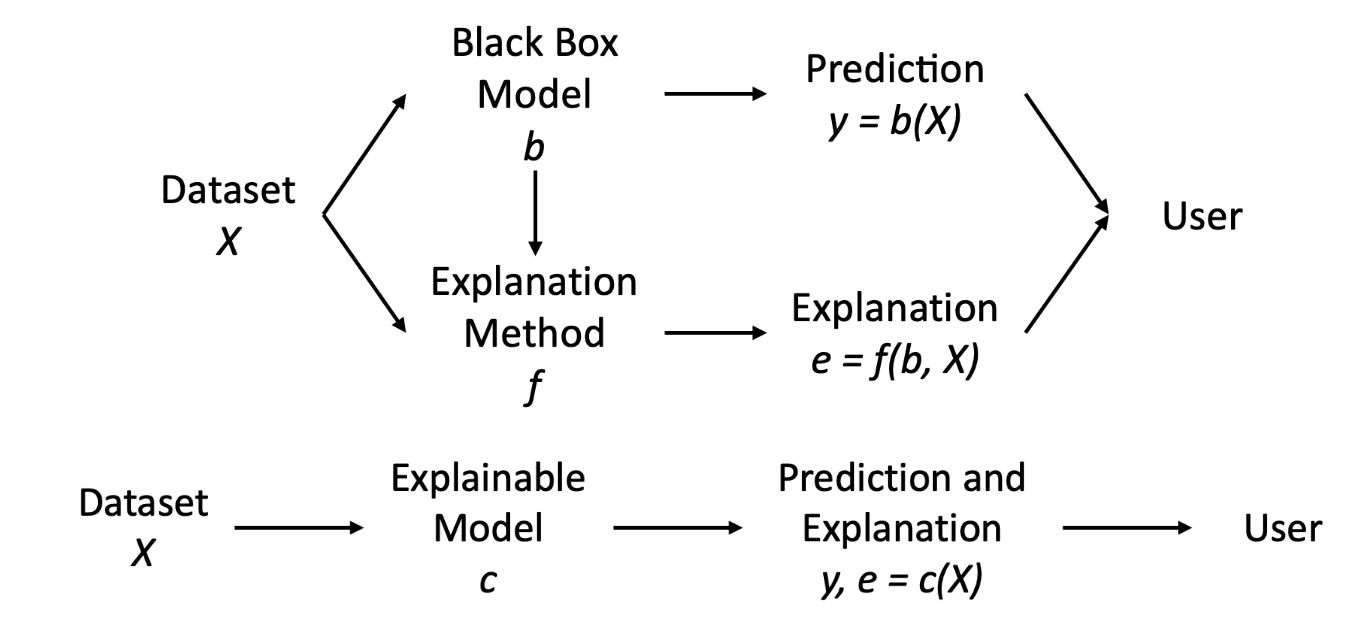 Black Box
Model
b
Prediction
y = b(X)
Dataset
X
User
Explanation
Method
f
Explanation
e = f(b, X)
Dataset
X
Explainable
Model
c
Prediction and
Explanation
y, e = c(X)
User